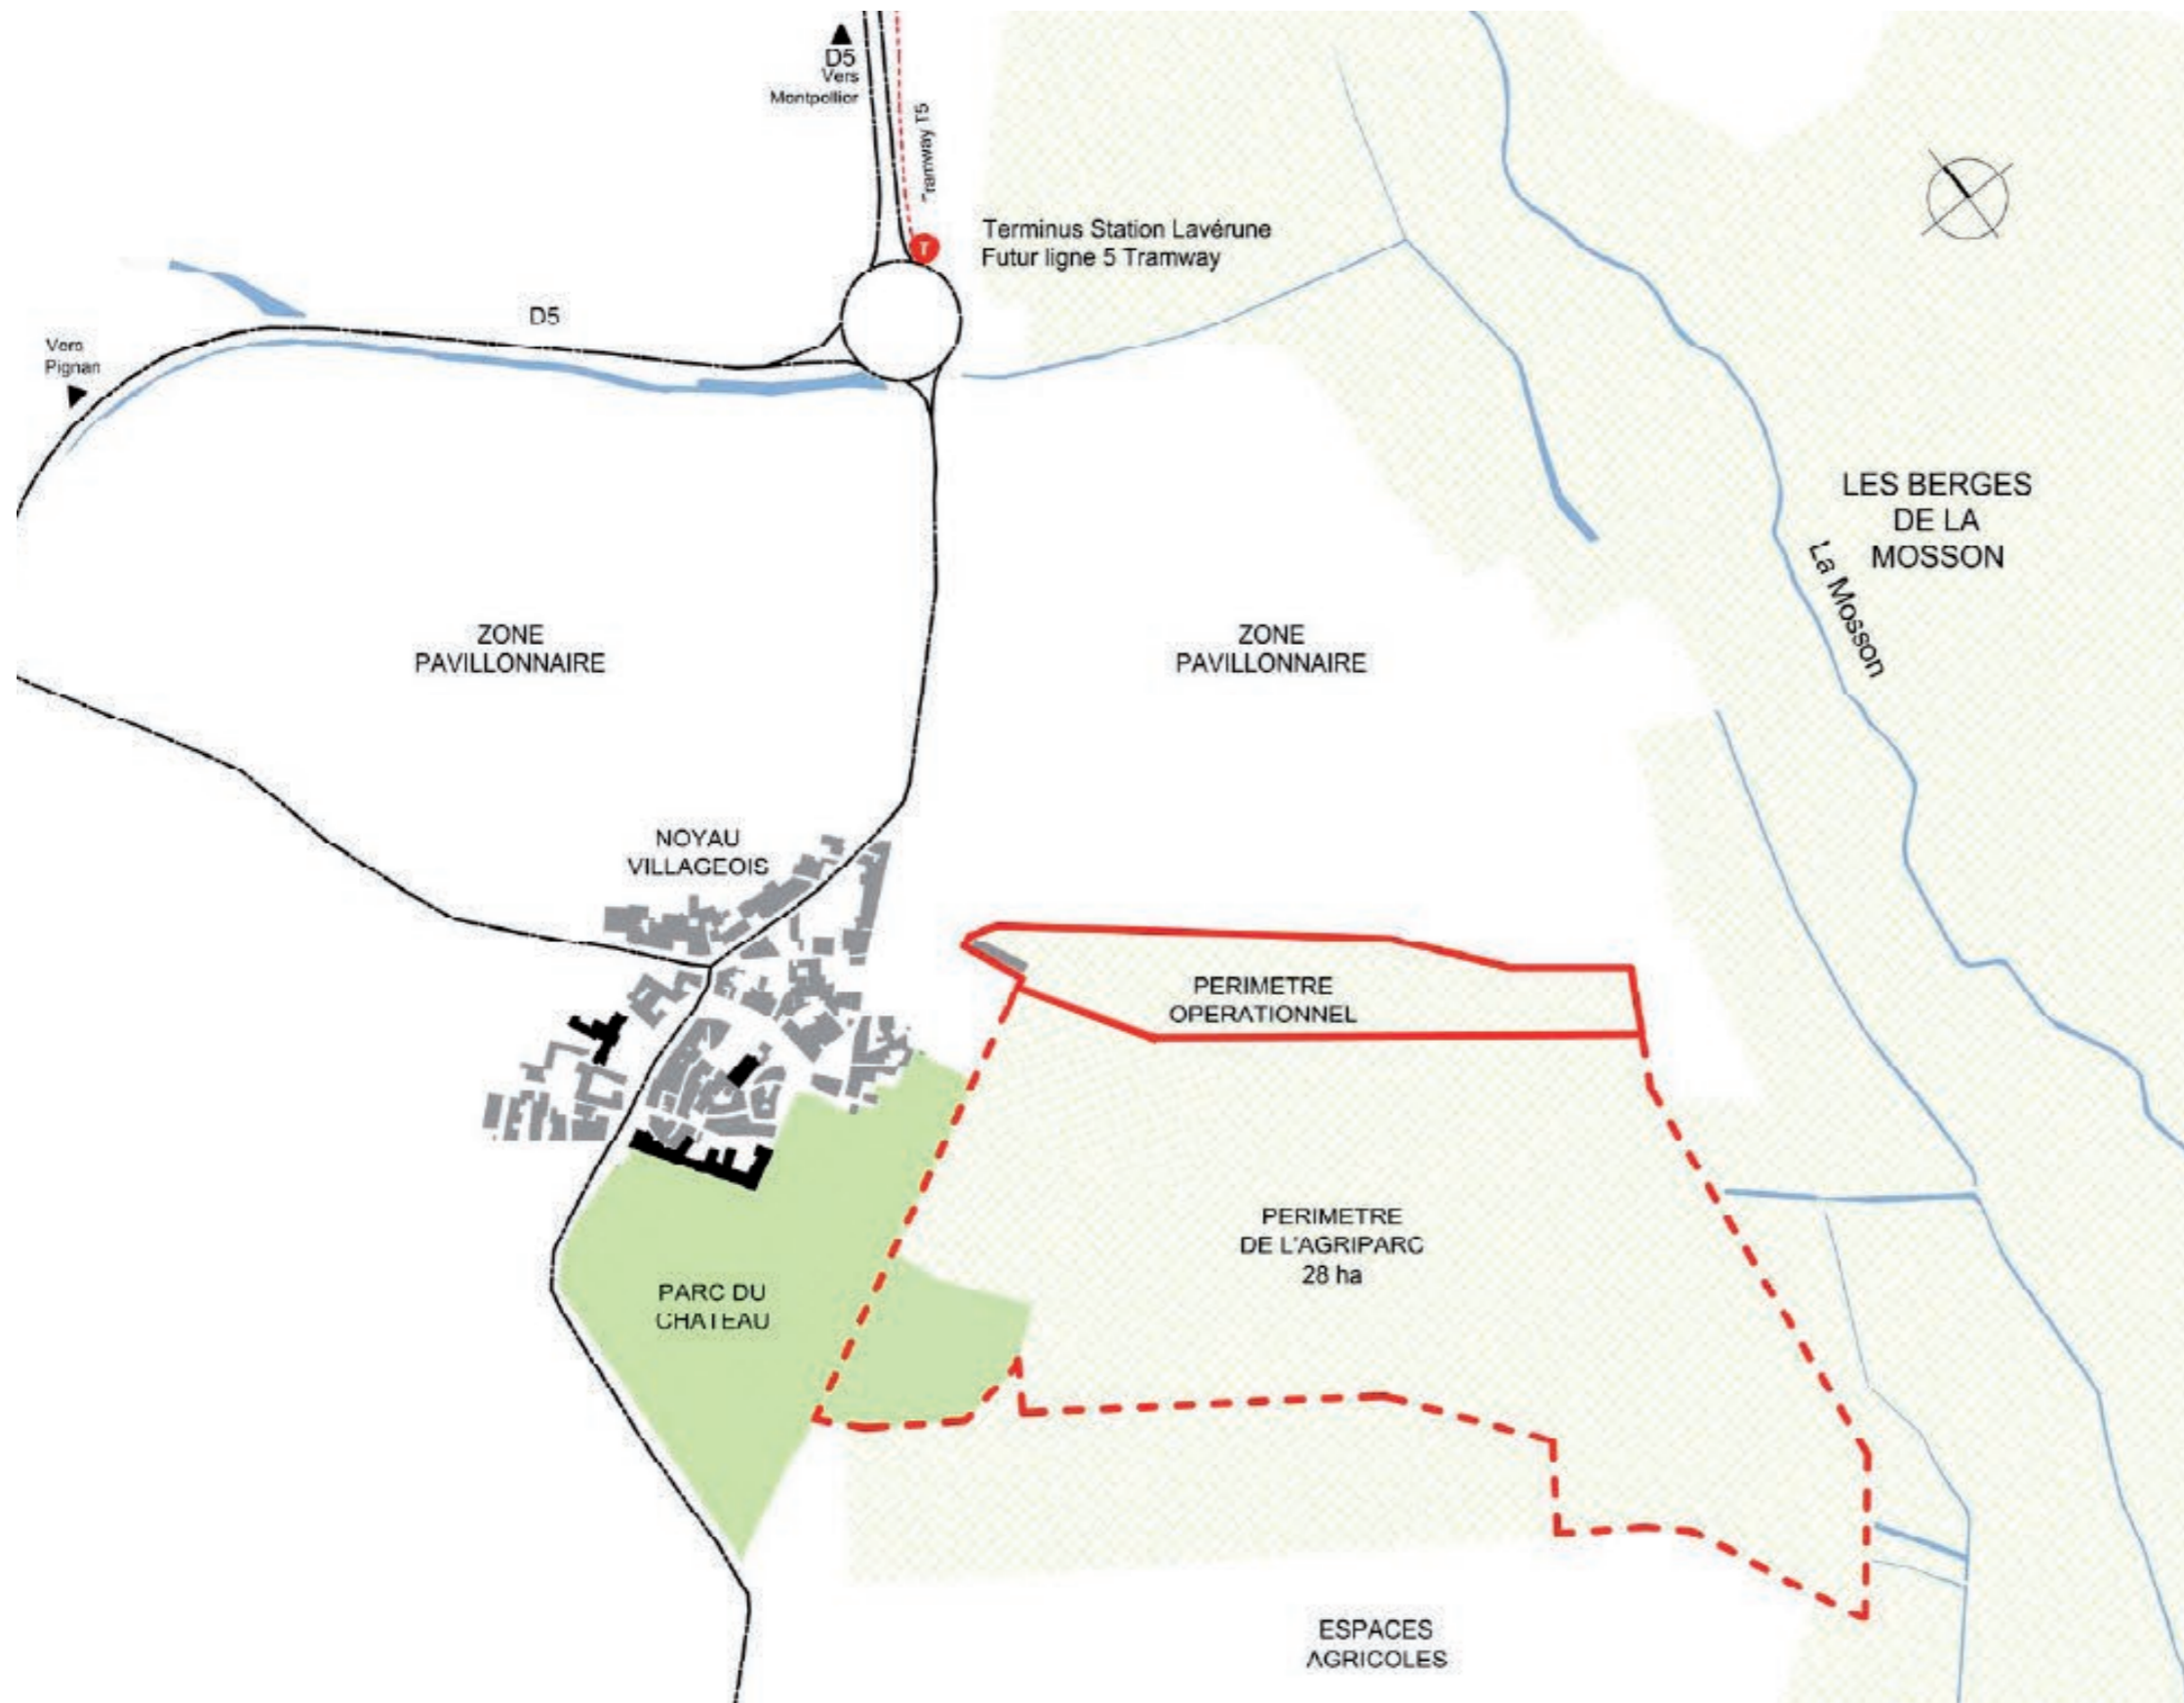 D5
Vers
Montpellier
Tramway T5
T
Terminus Station Lavérune
Futur ligne 5 Tramway
D5
Vers
Pignan
LES BERGES
DE LA
MOSSON
La Mosson
ZONE
PAVILLONNAIRE
ZONE
PAVILLONNAIRE
NOYAU
VILLAGEOIS
PERIMETRE
OPERATIONNEL
PERIMETRE
DE L'AGRIPARC
28 ha
PARC DU
CHATEAU
ESPACES
AGRICOLES